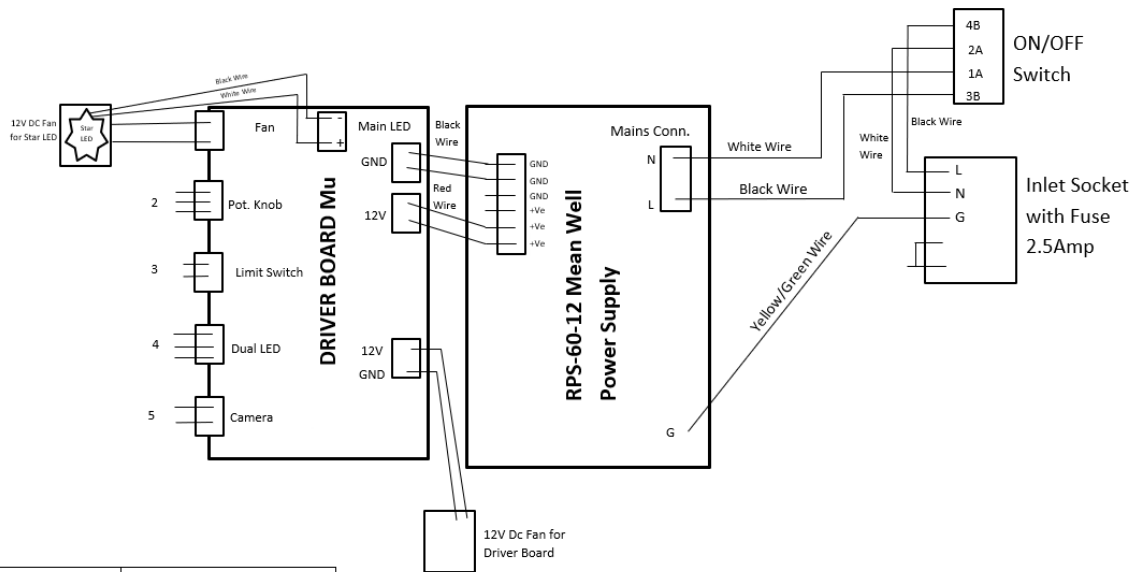 4B
2A
1A
3B
ON/OFF
Switch
Black Wire
White
Wire
L
N
G
Inlet Socket
with Fuse
2.5Amp
Black Wire
White Wire
12V DC Fan
for Star LED
Star
LED
Fan
-
+
Main LED
GND
12V
12V
GND
2
Pot. Knob
3
Limit Switch
4
Dual LED
5
Camera
DRIVER BOARD Mu
Black
Wire
Red
Wire
GND
GND
GND
+Ve
+Ve
+Ve
RPS-60-12 Mean Well
Power Supply
Mains Conn.
N
L
White Wire
Black Wire
Yellow/Green Wire
G
12V Dc Fan for
Driver Board